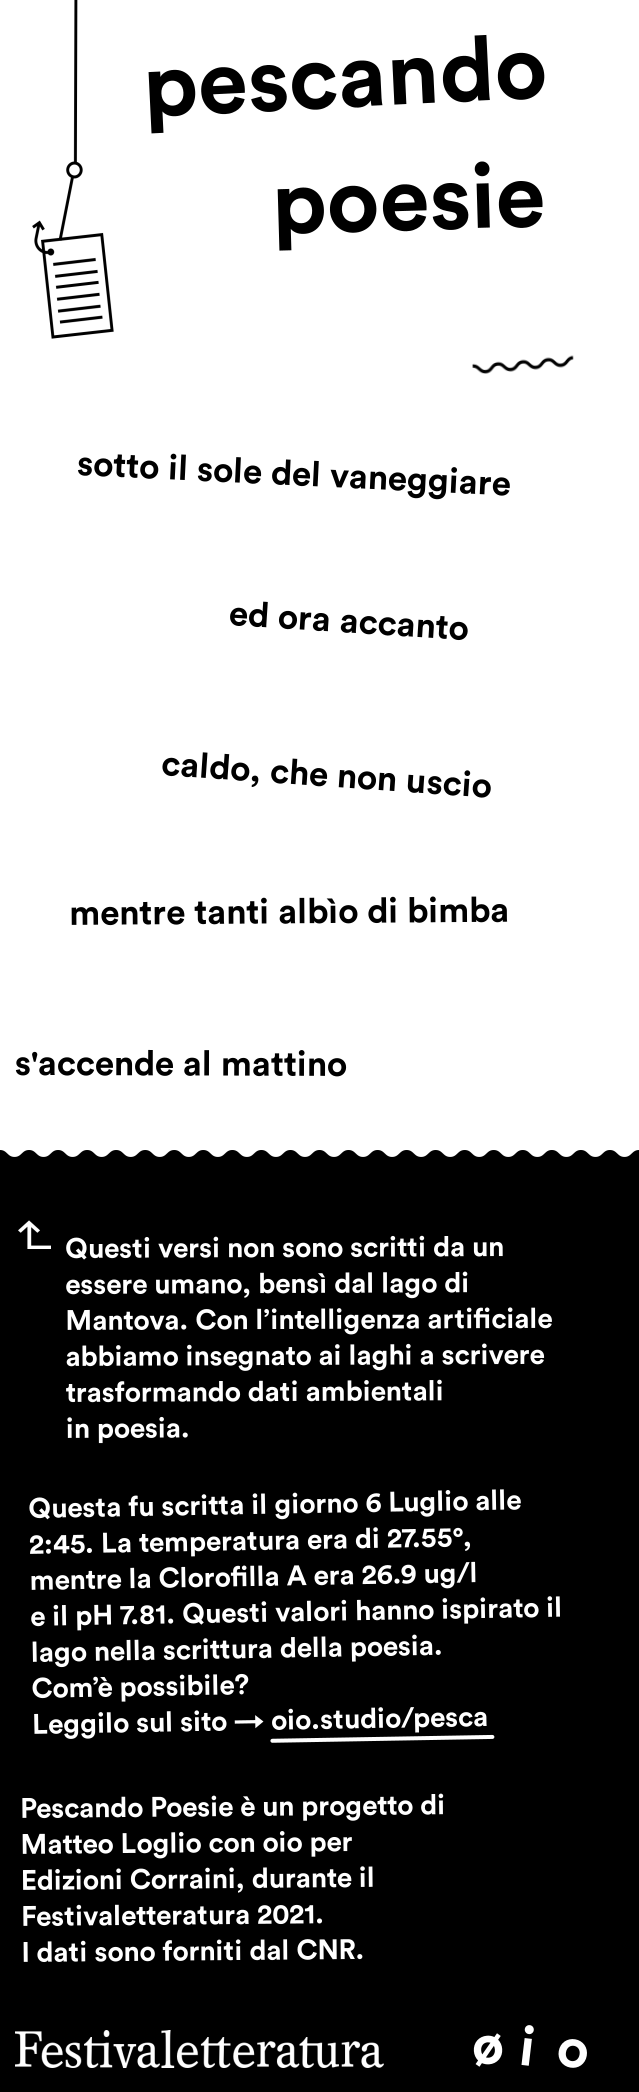 pescando
poesie
sotto il sole del vaneggiare
ed ora accanto
caldo, che non uscio
mentre tanti albìo di bimba
s'accende al mattino
Questi versi non sono scritti da un
essere umano, bensì dal lago di
Mantova. Con l’intelligenza artificiale
abbiamo insegnato ai laghi a scrivere
trasformando dati ambientali
in poesia.
Questa fu scritta il giorno 6 Luglio alle
2:45. La temperatura era di 27.55°,
mentre la Clorofilla A era 26.9 ug/l
e il pH 7.81. Questi valori hanno ispirato il
lago nella scrittura della poesia.
Com’è possibile?
Leggilo sul sito → oio.studio/pesca
Pescando Poesie è un progetto di
Matteo Loglio con oio per
Edizioni Corraini, durante il
Festivaletteratura 2021.
I dati sono forniti dal CNR.
Festivaletteratura øio